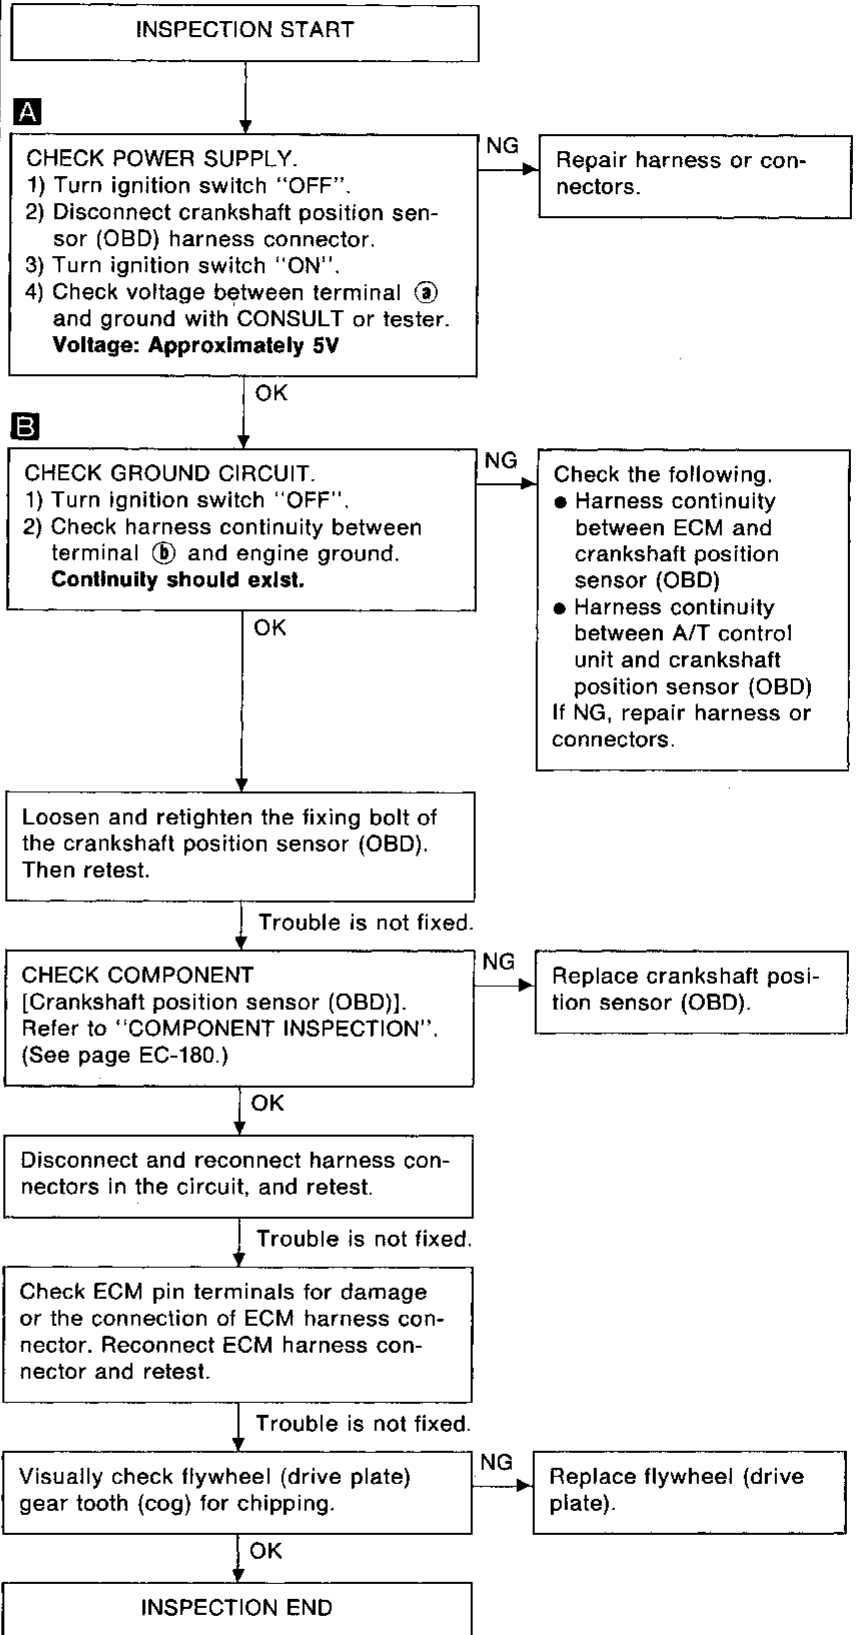 INSPECTION START
A
CHECK POWER SUPPLY.
1) Turn ignition switch "OFF".
2) Disconnect crankshaft position sen-
sor (OBD) harness connector.
3) Turn ignition switch "ON".
4) Check voltage between terminal ⓐ
and ground with CONSULT or tester.
Voltage: Approximately 5V
NG
Repair harness or con-
nectors.
OK
B
CHECK GROUND CIRCUIT.
1) Turn ignition switch "OFF".
2) Check harness continuity between
terminal ⓑ and engine ground.
Continuity should exist.
NG
Check the following.
● Harness continuity
between ECM and
crankshaft position
sensor (OBD)
● Harness continuity
between A/T control
unit and crankshaft
position sensor (OBD)
If NG, repair harness or
connectors.
OK
Loosen and retighten the fixing bolt of
the crankshaft position sensor (OBD).
Then retest.
Trouble is not fixed.
CHECK COMPONENT
[Crankshaft position sensor (OBD)].
Refer to "COMPONENT INSPECTION".
(See page EC-180.)
NG
Replace crankshaft posi-
tion sensor (OBD).
OK
Disconnect and reconnect harness con-
nectors in the circuit, and retest.
Trouble is not fixed.
Check ECM pin terminals for damage
or the connection of ECM harness con-
nector. Reconnect ECM harness con-
nector and retest.
Trouble is not fixed.
Visually check flywheel (drive plate)
gear tooth (cog) for chipping.
NG
Replace flywheel (drive
plate).
OK
INSPECTION END